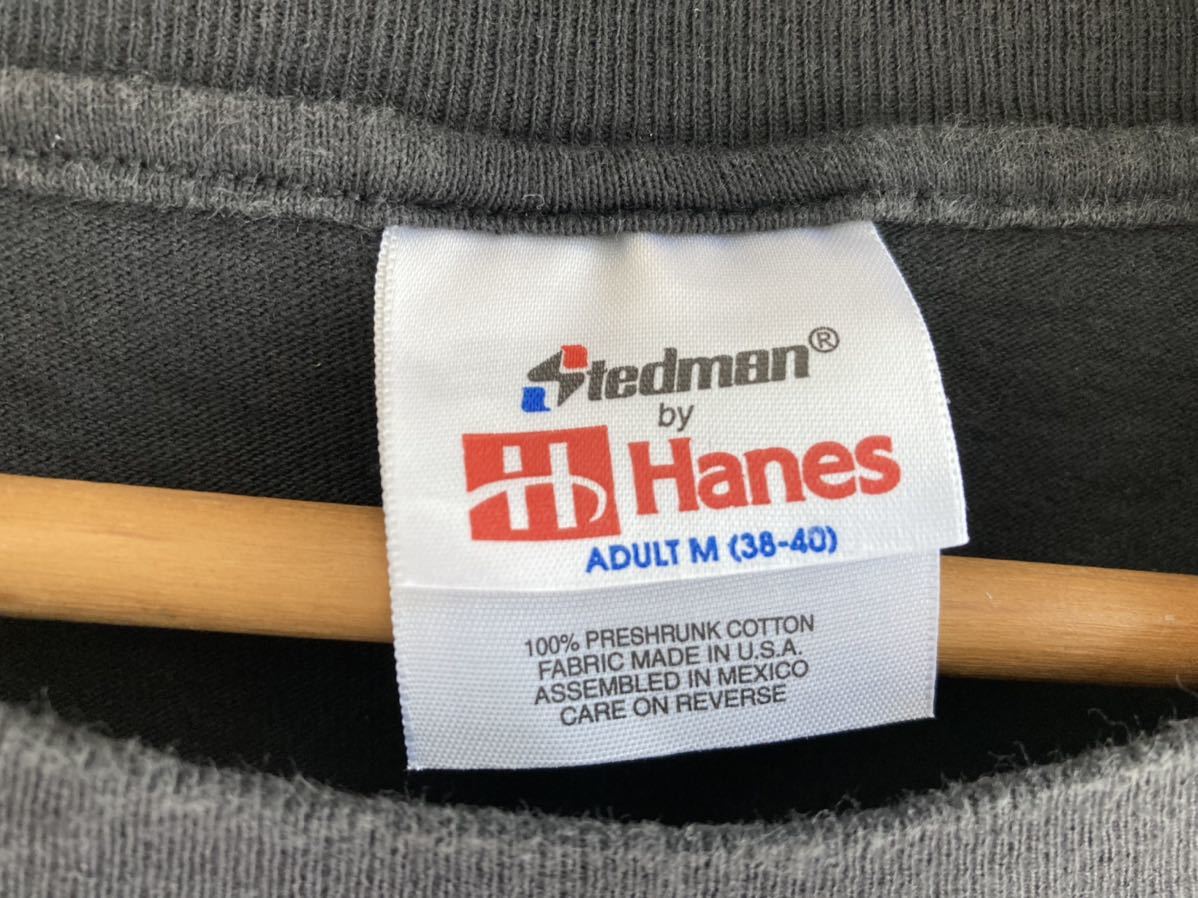 Stedman®
by
Hanes
ADULT M (38-40)
100% PRESHRUNK COTTON
FABRIC MADE IN U.S.A.
ASSEMBLED IN MEXICO
CARE ON REVERSE